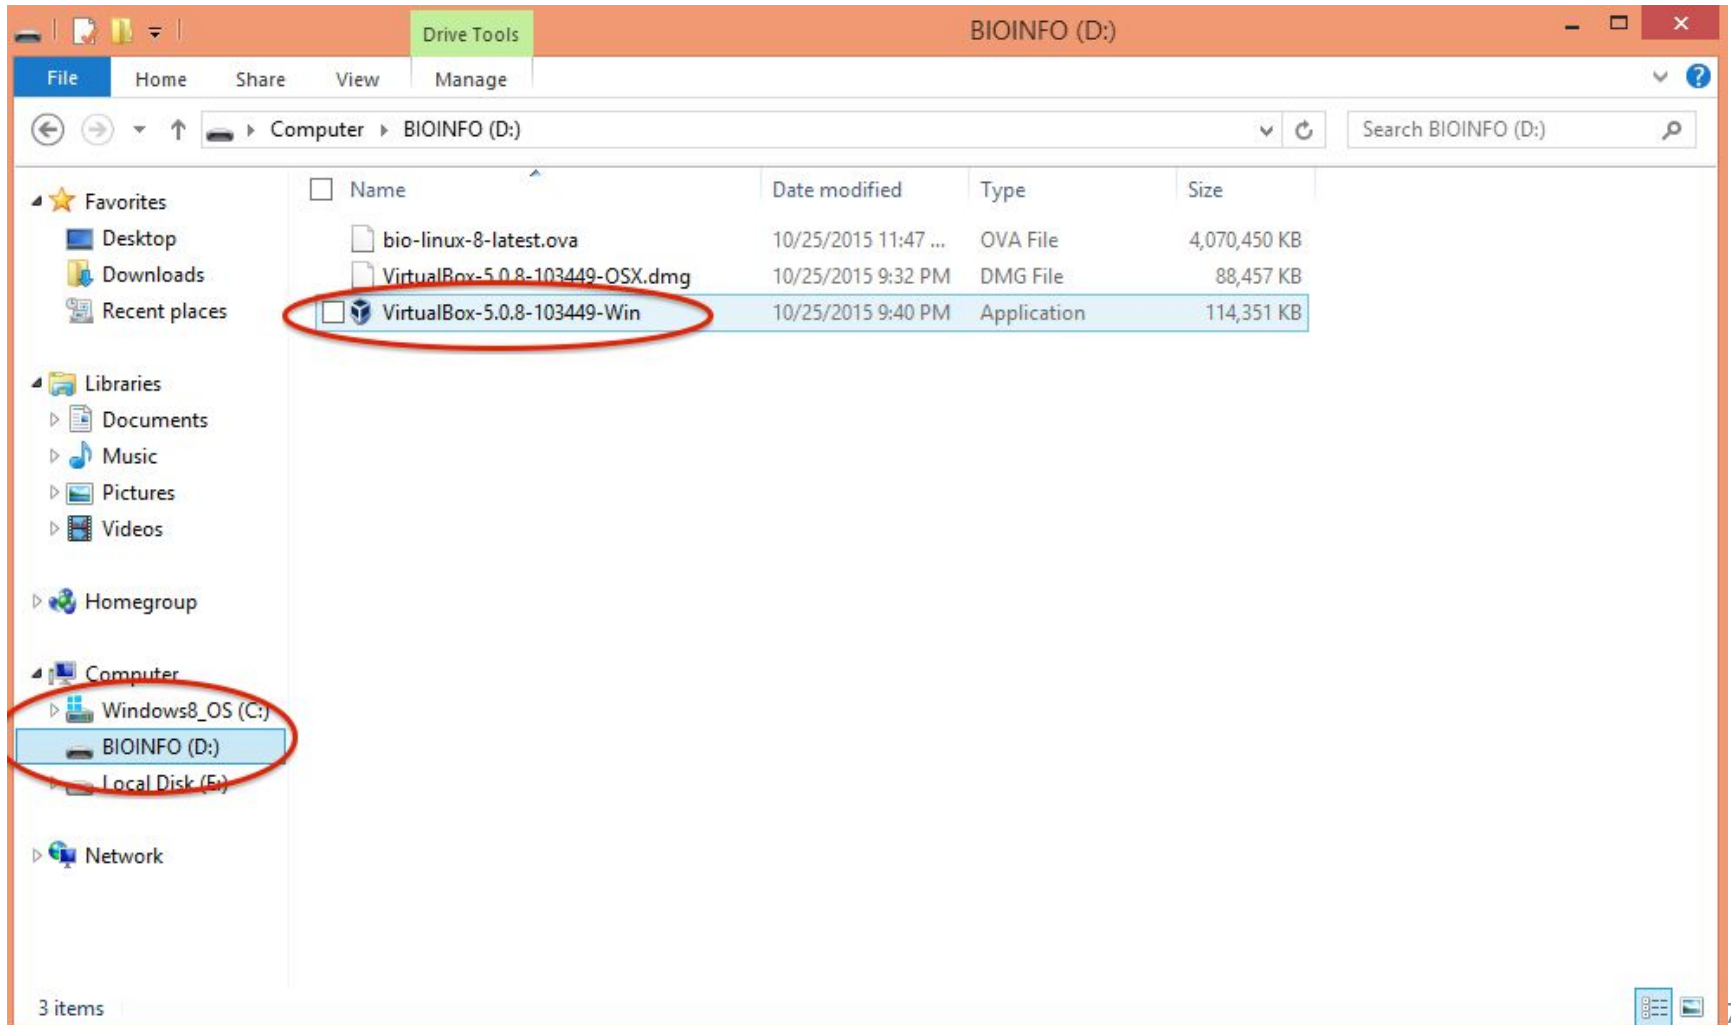 Drive Tools
BIOINFO (D:)
File Home Share View Manage
Computer BIOINFO (D:)
Search BIOINFO (D:)
Name Date modified Type Size
bio-linux-8-latest.ova 10/25/2015 11:47 ... OVA File 4,070,450 KB
VirtualBox-5.0.8-103449-OSX.dmg 10/25/2015 9:32 PM DMG File 88,457 KB
VirtualBox-5.0.8-103449-Win 10/25/2015 9:40 PM Application 114,351 KB
Favorites
Desktop
Downloads
Recent places
Libraries
Documents
Music
Pictures
Videos
Homegroup
Computer
Windows8_OS (C:)
BIOINFO (D:)
Local Disk (E:)
Network
3 items